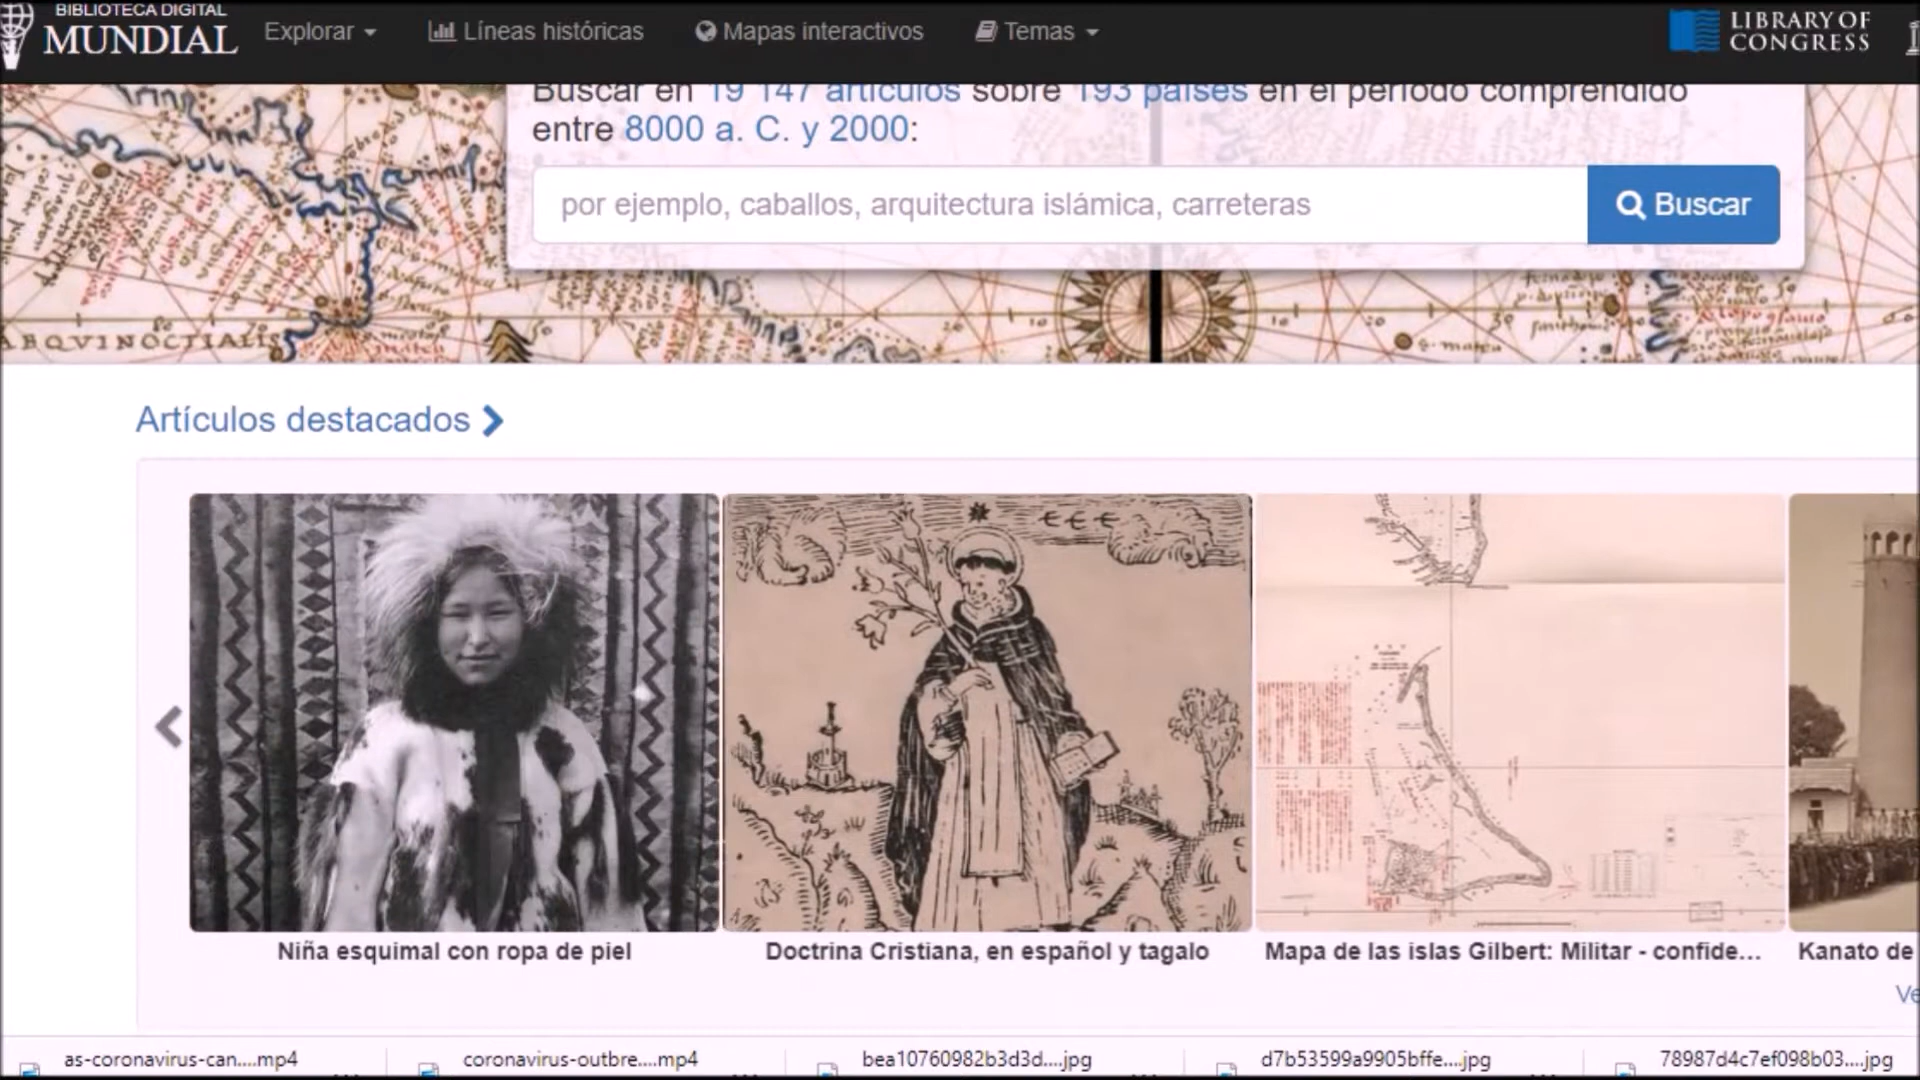 BIBLIOTECA DIGITAL
MUNDIAL
Explorar
Líneas históricas
Mapas interactivos
Temas
LIBRARY OF
CONGRESS
Buscar en 19 147 artículos sobre 193 países en el período comprendido
entre 8000 a. C. y 2000:
por ejemplo, caballos, arquitectura islámica, carreteras
Buscar
Artículos destacados
Niña esquimal con ropa de piel
Doctrina Cristiana, en español y tagalo
Mapa de las islas Gilbert: Militar - confide...
Kanato de
Ve
as-coronavirus-can....mp4
coronavirus-outbre....mp4
bea10760982b3d3d....jpg
d7b53599a9905bffe....jpg
78987d4c7ef098b03....jpg